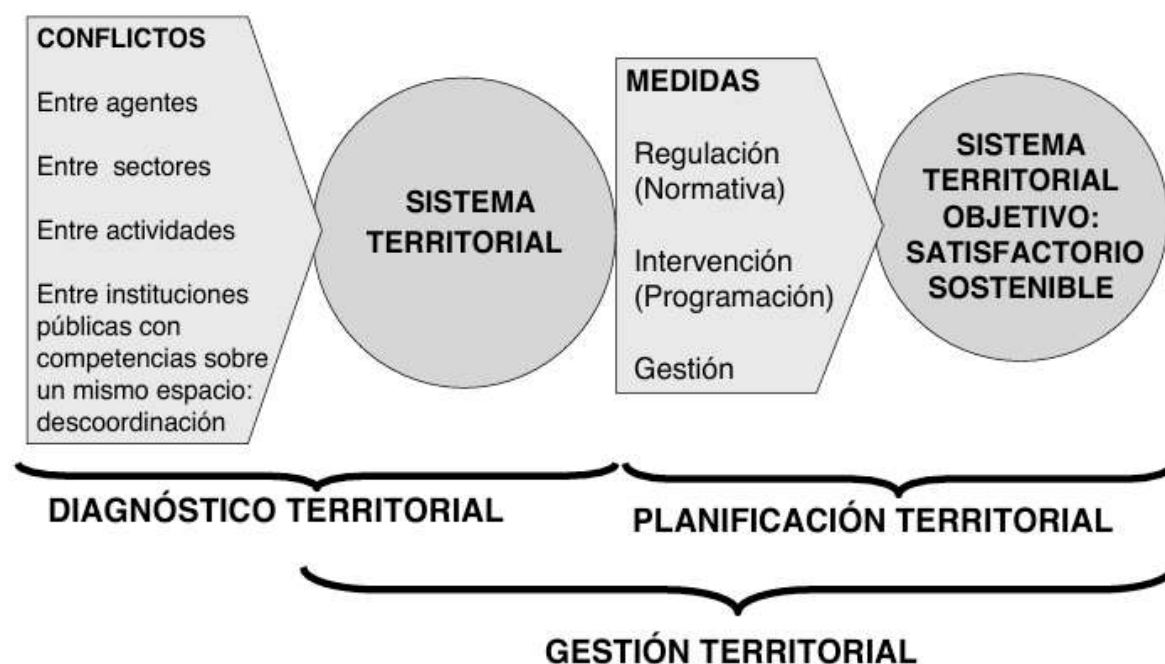 CONFLICTOS
Entre agentes
Entre sectores
Entre actividades
Entre instituciones
públicas con
competencias sobre
un mismo espacio:
descoordinación
SISTEMA
TERRITORIAL
MEDIDAS
Regulación
(Normativa)
Intervención
(Programación)
Gestión
SISTEMA
TERRITORIAL
OBJETIVO:
SATISFACTORIO
SOSTENIBLE
DIAGNÓSTICO TERRITORIAL
PLANIFICACIÓN TERRITORIAL
GESTIÓN TERRITORIAL